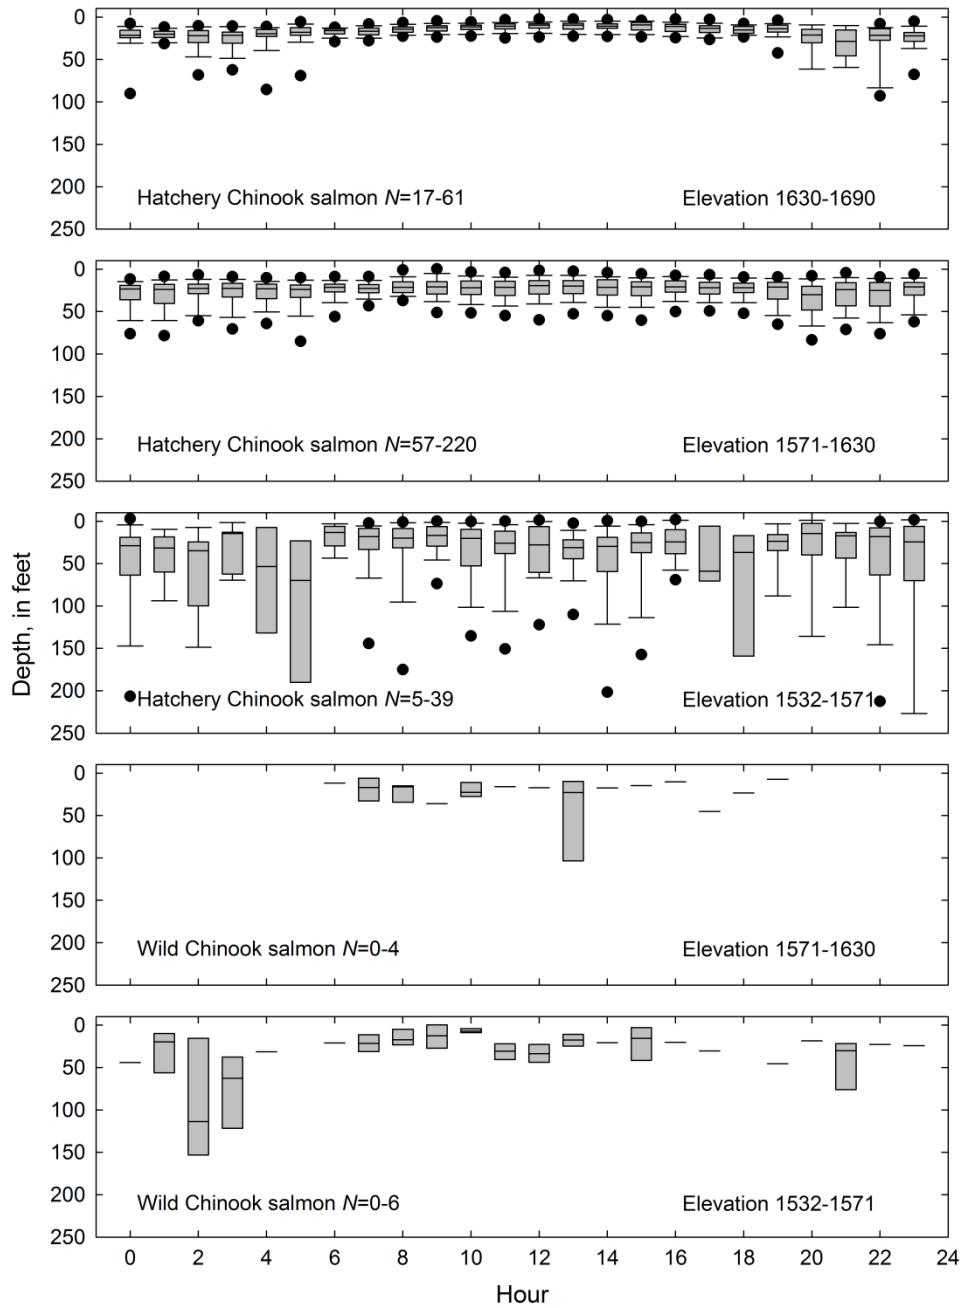 0
50
100
150
200
250
Hatchery Chinook salmon N=17-61
Elevation 1630-1690
0
50
100
150
200
250
Hatchery Chinook salmon N=57-220
Elevation 1571-1630
Depth, in feet
0
50
100
150
200
250
Hatchery Chinook salmon N=5-39
Elevation 1532-1571
0
50
100
150
200
250
Wild Chinook salmon N=0-4
Elevation 1571-1630
0
50
100
150
200
250
Wild Chinook salmon N=0-6
Elevation 1532-1571
0 2 4 6 8 10 12 14 16 18 20 22 24
Hour